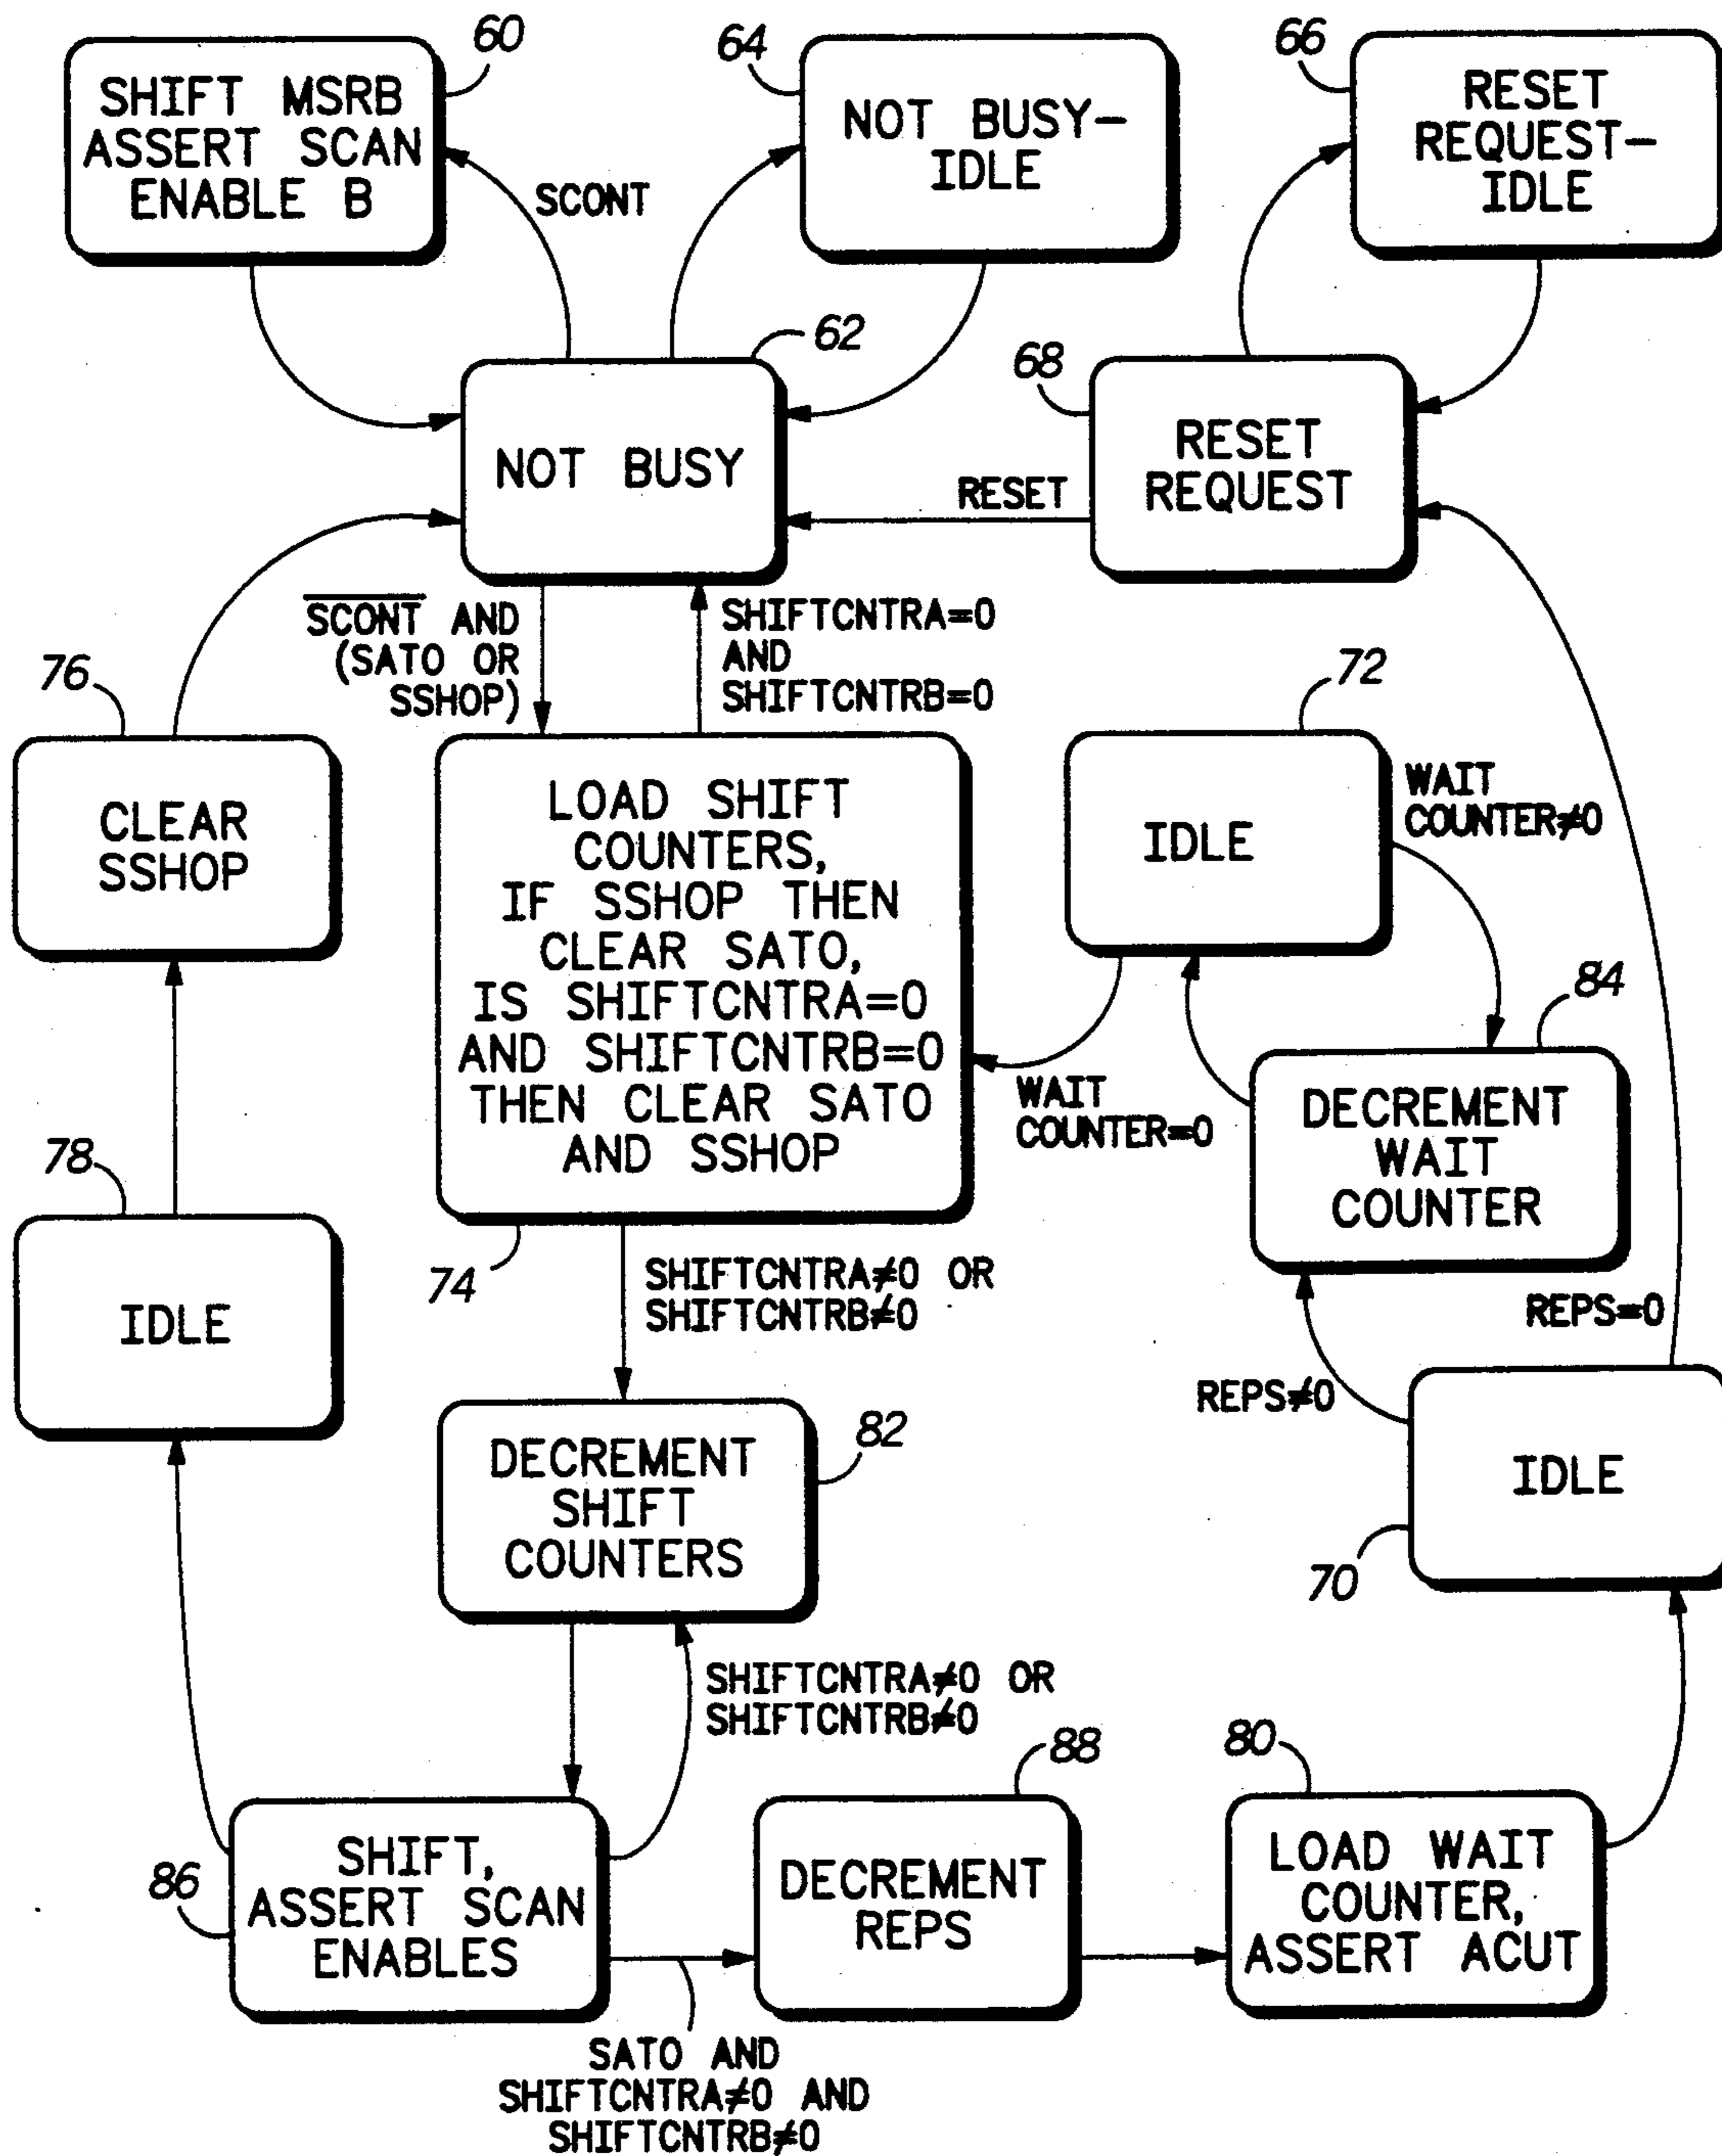 60
SHIFT MSRB
ASSERT SCAN
ENABLE B
SCONT
64
NOT BUSY-
IDLE
66
RESET
REQUEST-
IDLE
62
NOT BUSY
68
RESET
REQUEST
RESET
S̅C̅O̅N̅T̅ AND
(SATO OR
SSHOP)
SHIFTCNTRA=0
AND
SHIFTCNTRB=0
76
CLEAR
SSHOP
LOAD SHIFT
COUNTERS,
IF SSHOP THEN
CLEAR SATO,
IS SHIFTCNTRA=0
AND SHIFTCNTRB=0
THEN CLEAR SATO
AND SSHOP
74
72
IDLE
WAIT
COUNTER≠0
WAIT
COUNTER=0
84
DECREMENT
WAIT
COUNTER
78
IDLE
SHIFTCNTRA≠0 OR
SHIFTCNTRB≠0
REPS=0
REPS≠0
IDLE
70
82
DECREMENT
SHIFT
COUNTERS
SHIFTCNTRA≠0 OR
SHIFTCNTRB≠0
86
SHIFT,
ASSERT SCAN
ENABLES
88
DECREMENT
REPS
80
LOAD WAIT
COUNTER,
ASSERT ACUT
SATO AND
SHIFTCNTRA≠0 AND
SHIFTCNTRB≠0